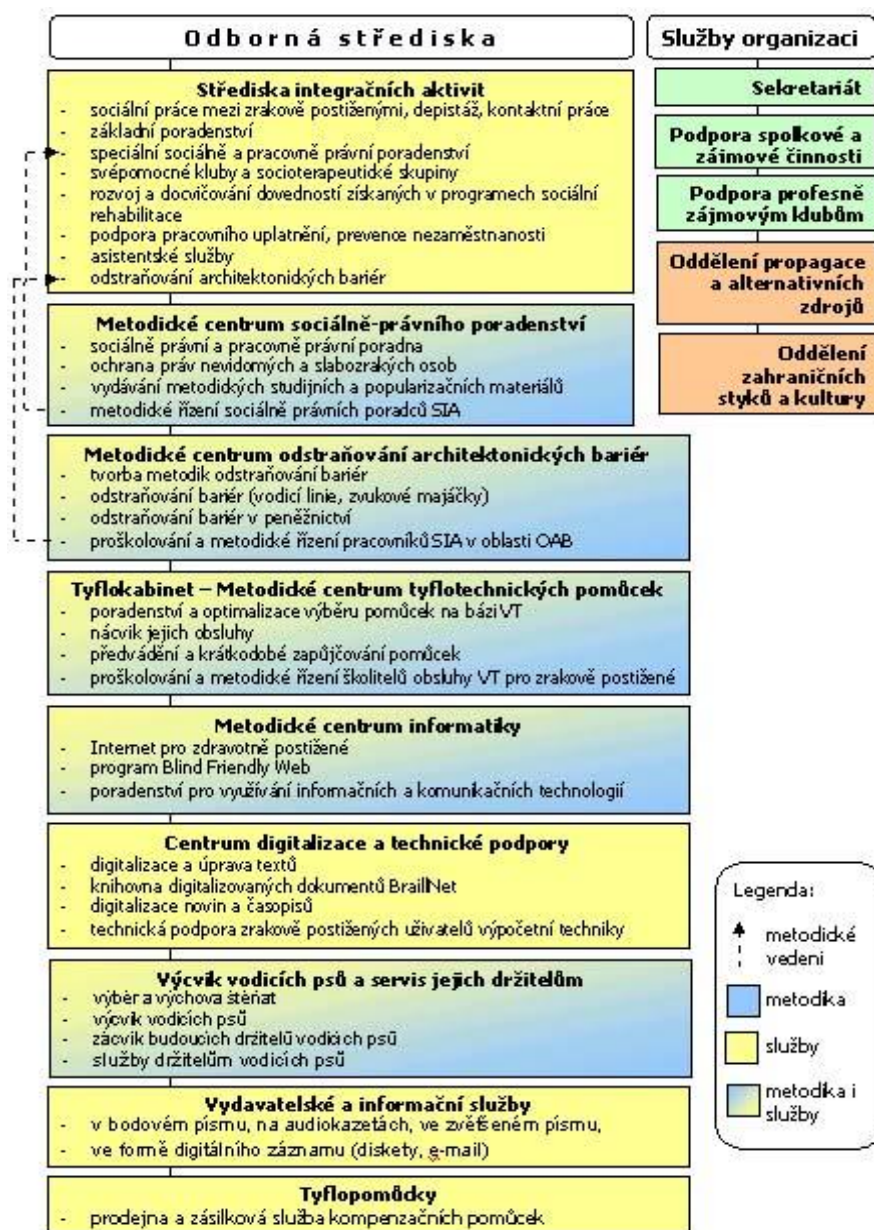 Odborná střediska
Střediska integračních aktivit
- sociální práce mezi zrakově postiženými, depistáž, kontaktní práce
- základní poradenství
- speciální sociálně a pracovně právní poradenství
- svépomocné kluby a socioterapeutické skupiny
- rozvoj a docvičování dovedností získaných v programech sociální
rehabilitace
- podpora pracovního uplatnění, prevence nezaměstnanosti
- asistentské služby
- odstraňování architektonických bariér
Metodické centrum sociálně-právního poradenství
- sociálně právní a pracovně právní poradna
- ochrana práv nevidomých a slabozrakých osob
- vydávání metodických studijních a popularizačních materiálů
- metodické řízení sociálně právních poradců SIA
Metodické centrum odstraňování architektonických bariér
- tvorba metodik odstraňování bariér
- odstraňování bariér (vodicí linie, zvukové majáčky)
- odstraňování bariér v peněžnictví
- proškolování a metodické řízení pracovníků SIA v oblasti OAB
Tyflokabinet – Metodické centrum tyflotechnických pomůcek
- poradenství a optimalizace výběru pomůcek na bázi VT
- nácvik jejich obsluhy
- předvádění a krátkodobé zapůjčování pomůcek
- proškolování a metodické řízení školitelů obsluhy VT pro zrakově postižené
Metodické centrum informatiky
- Internet pro zdravotně postižené
- program Blind Friendly Web
- poradenství pro využívání informačních a komunikačních technologií
Centrum digitalizace a technické podpory
- digitalizace a úprava textů
- knihovna digitalizovaných dokumentů BraillNet
- digitalizace novin a časopisů
- technická podpora zrakově postižených uživatelů výpočetní techniky
Výcvik vodicích psů a servis jejich držitelům
- výběr a výchova štěňat
- výcvik vodicích psů
- zácvik budoucích držitelů vodicích psů
- služby držitelům vodicích psů
Vydavatelské a informační služby
- v bodovém písmu, na audiokazetách, ve zvětšeném písmu,
- ve formě digitálního záznamu (diskety, e-mail)
Tyflopomůcky
- prodejna a zásilková služba kompenzačních pomůcek
Služby organizaci
Sekretariát
Podpora spolkové a
zájmové činnosti
Podpora profesně
zájmovým klubům
Oddělení propagace
a alternativních
zdrojů
Oddělení
zahraničních
styků a kultury
Legenda:
metodické
vedení
metodika
služby
metodika i
služby